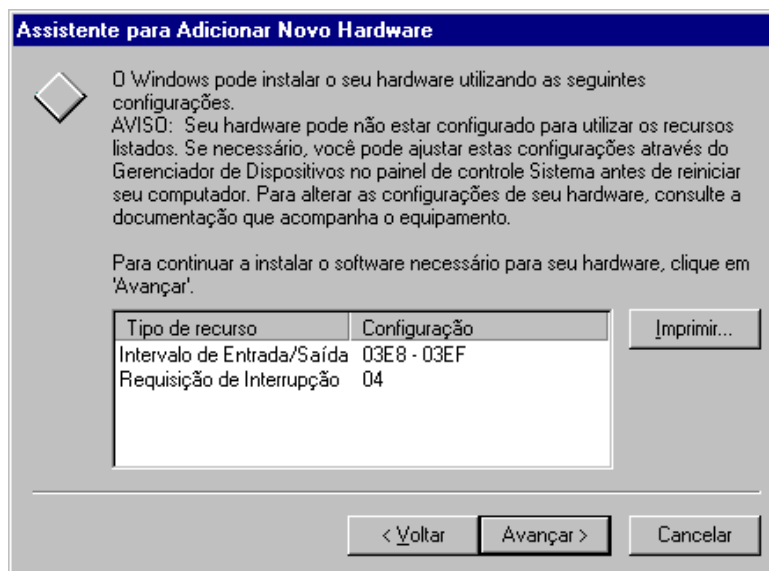 Assistente para Adicionar Novo Hardware
O Windows pode instalar o seu hardware utilizando as seguintes
configurações.
AVISO: Seu hardware pode não estar configurado para utilizar os recursos
listados. Se necessário, você pode ajustar estas configurações através do
Gerenciador de Dispositivos no painel de controle Sistema antes de reiniciar
seu computador. Para alterar as configurações de seu hardware, consulte a
documentação que acompanha o equipamento.
Para continuar a instalar o software necessário para seu hardware, clique em
'Avançar'.
Tipo de recurso Configuração
Intervalo de Entrada/Saída 03E8 - 03EF
Requisição de Interrupção 04
Imprimir...
< Voltar Avançar > Cancelar